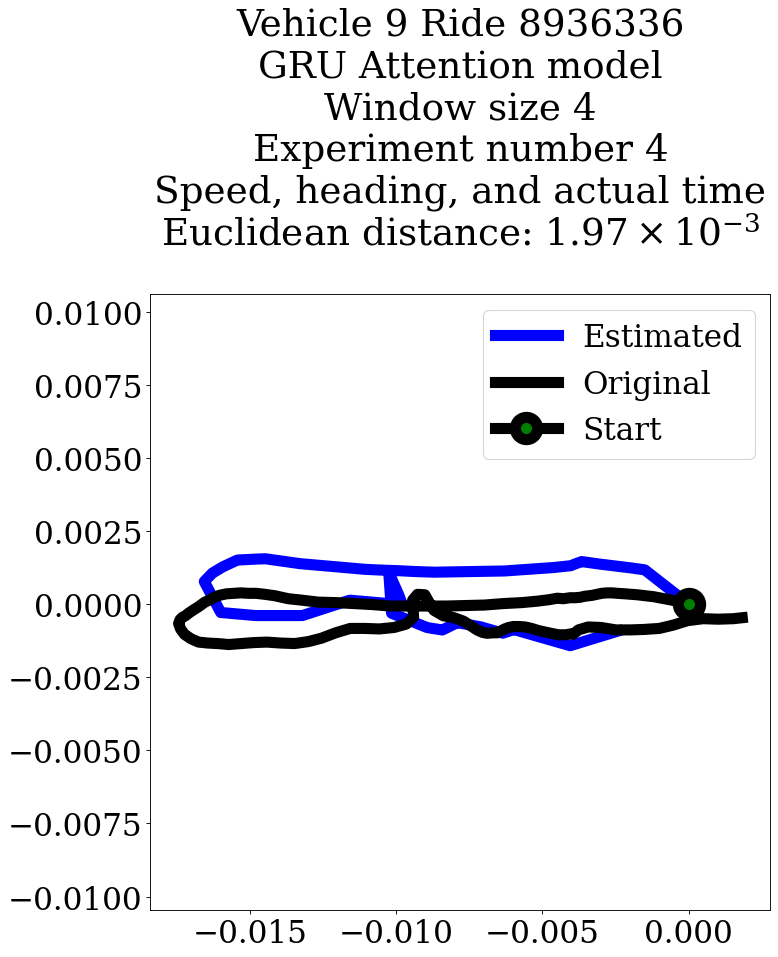 Vehicle 9 Ride 8936336
GRU Attention model
Window size 4
Experiment number 4
Speed, heading, and actual time
Euclidean distance: 1.97 × 10⁻³
Estimated
Original
Start
0.0100
0.0075
0.0050
0.0025
0.0000
−0.0025
−0.0050
−0.0075
−0.0100
−0.015
−0.010
−0.005
0.000